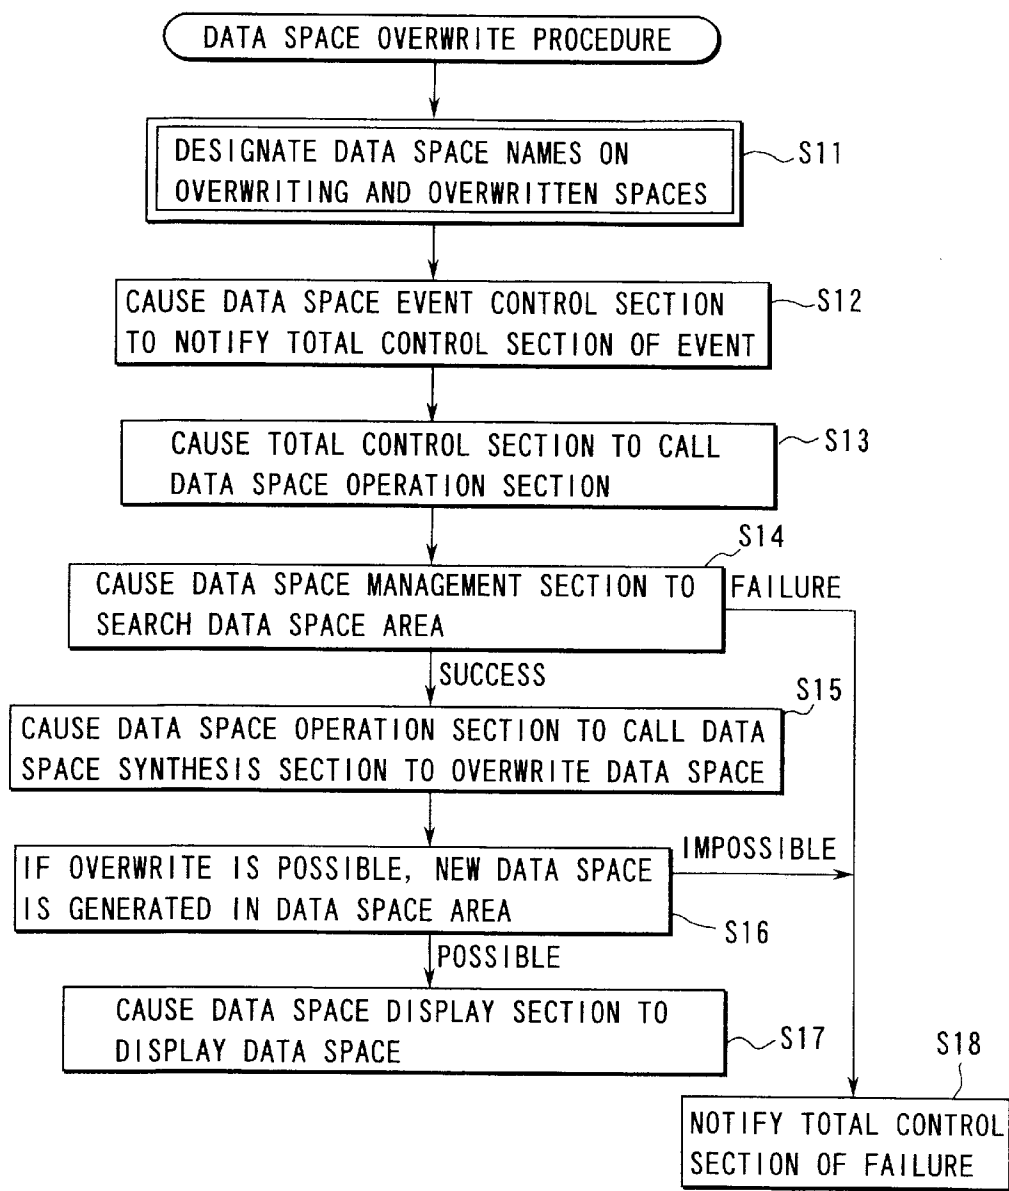 DATA SPACE OVERWRITE PROCEDURE
DESIGNATE DATA SPACE NAMES ON
OVERWRITING AND OVERWRITTEN SPACES
S11
CAUSE DATA SPACE EVENT CONTROL SECTION
TO NOTIFY TOTAL CONTROL SECTION OF EVENT
S12
CAUSE TOTAL CONTROL SECTION TO CALL
DATA SPACE OPERATION SECTION
S13
S14
CAUSE DATA SPACE MANAGEMENT SECTION TO
SEARCH DATA SPACE AREA
FAILURE
SUCCESS
S15
CAUSE DATA SPACE OPERATION SECTION TO CALL DATA
SPACE SYNTHESIS SECTION TO OVERWRITE DATA SPACE
IF OVERWRITE IS POSSIBLE, NEW DATA SPACE
IS GENERATED IN DATA SPACE AREA
IMPOSSIBLE
S16
POSSIBLE
CAUSE DATA SPACE DISPLAY SECTION TO
DISPLAY DATA SPACE
S17
S18
NOTIFY TOTAL CONTROL
SECTION OF FAILURE